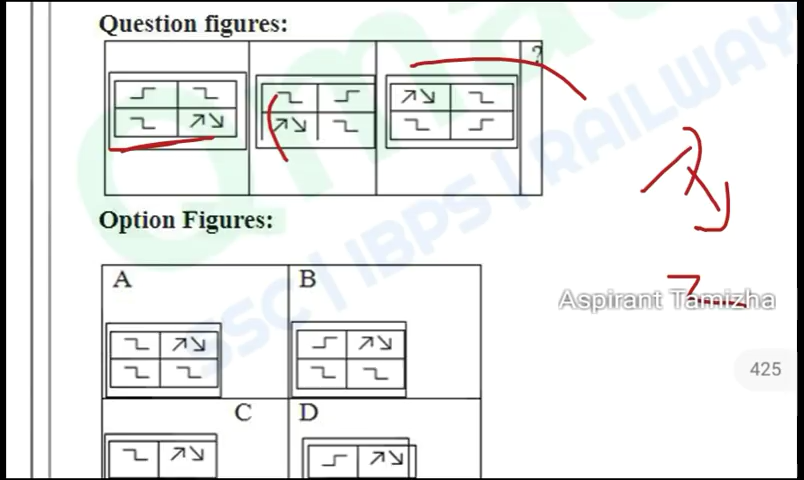 Question figures:
?
Option Figures:
A
B
C
D
SSC | IBPS | RAILWAY
Aspirant Tamizha
425